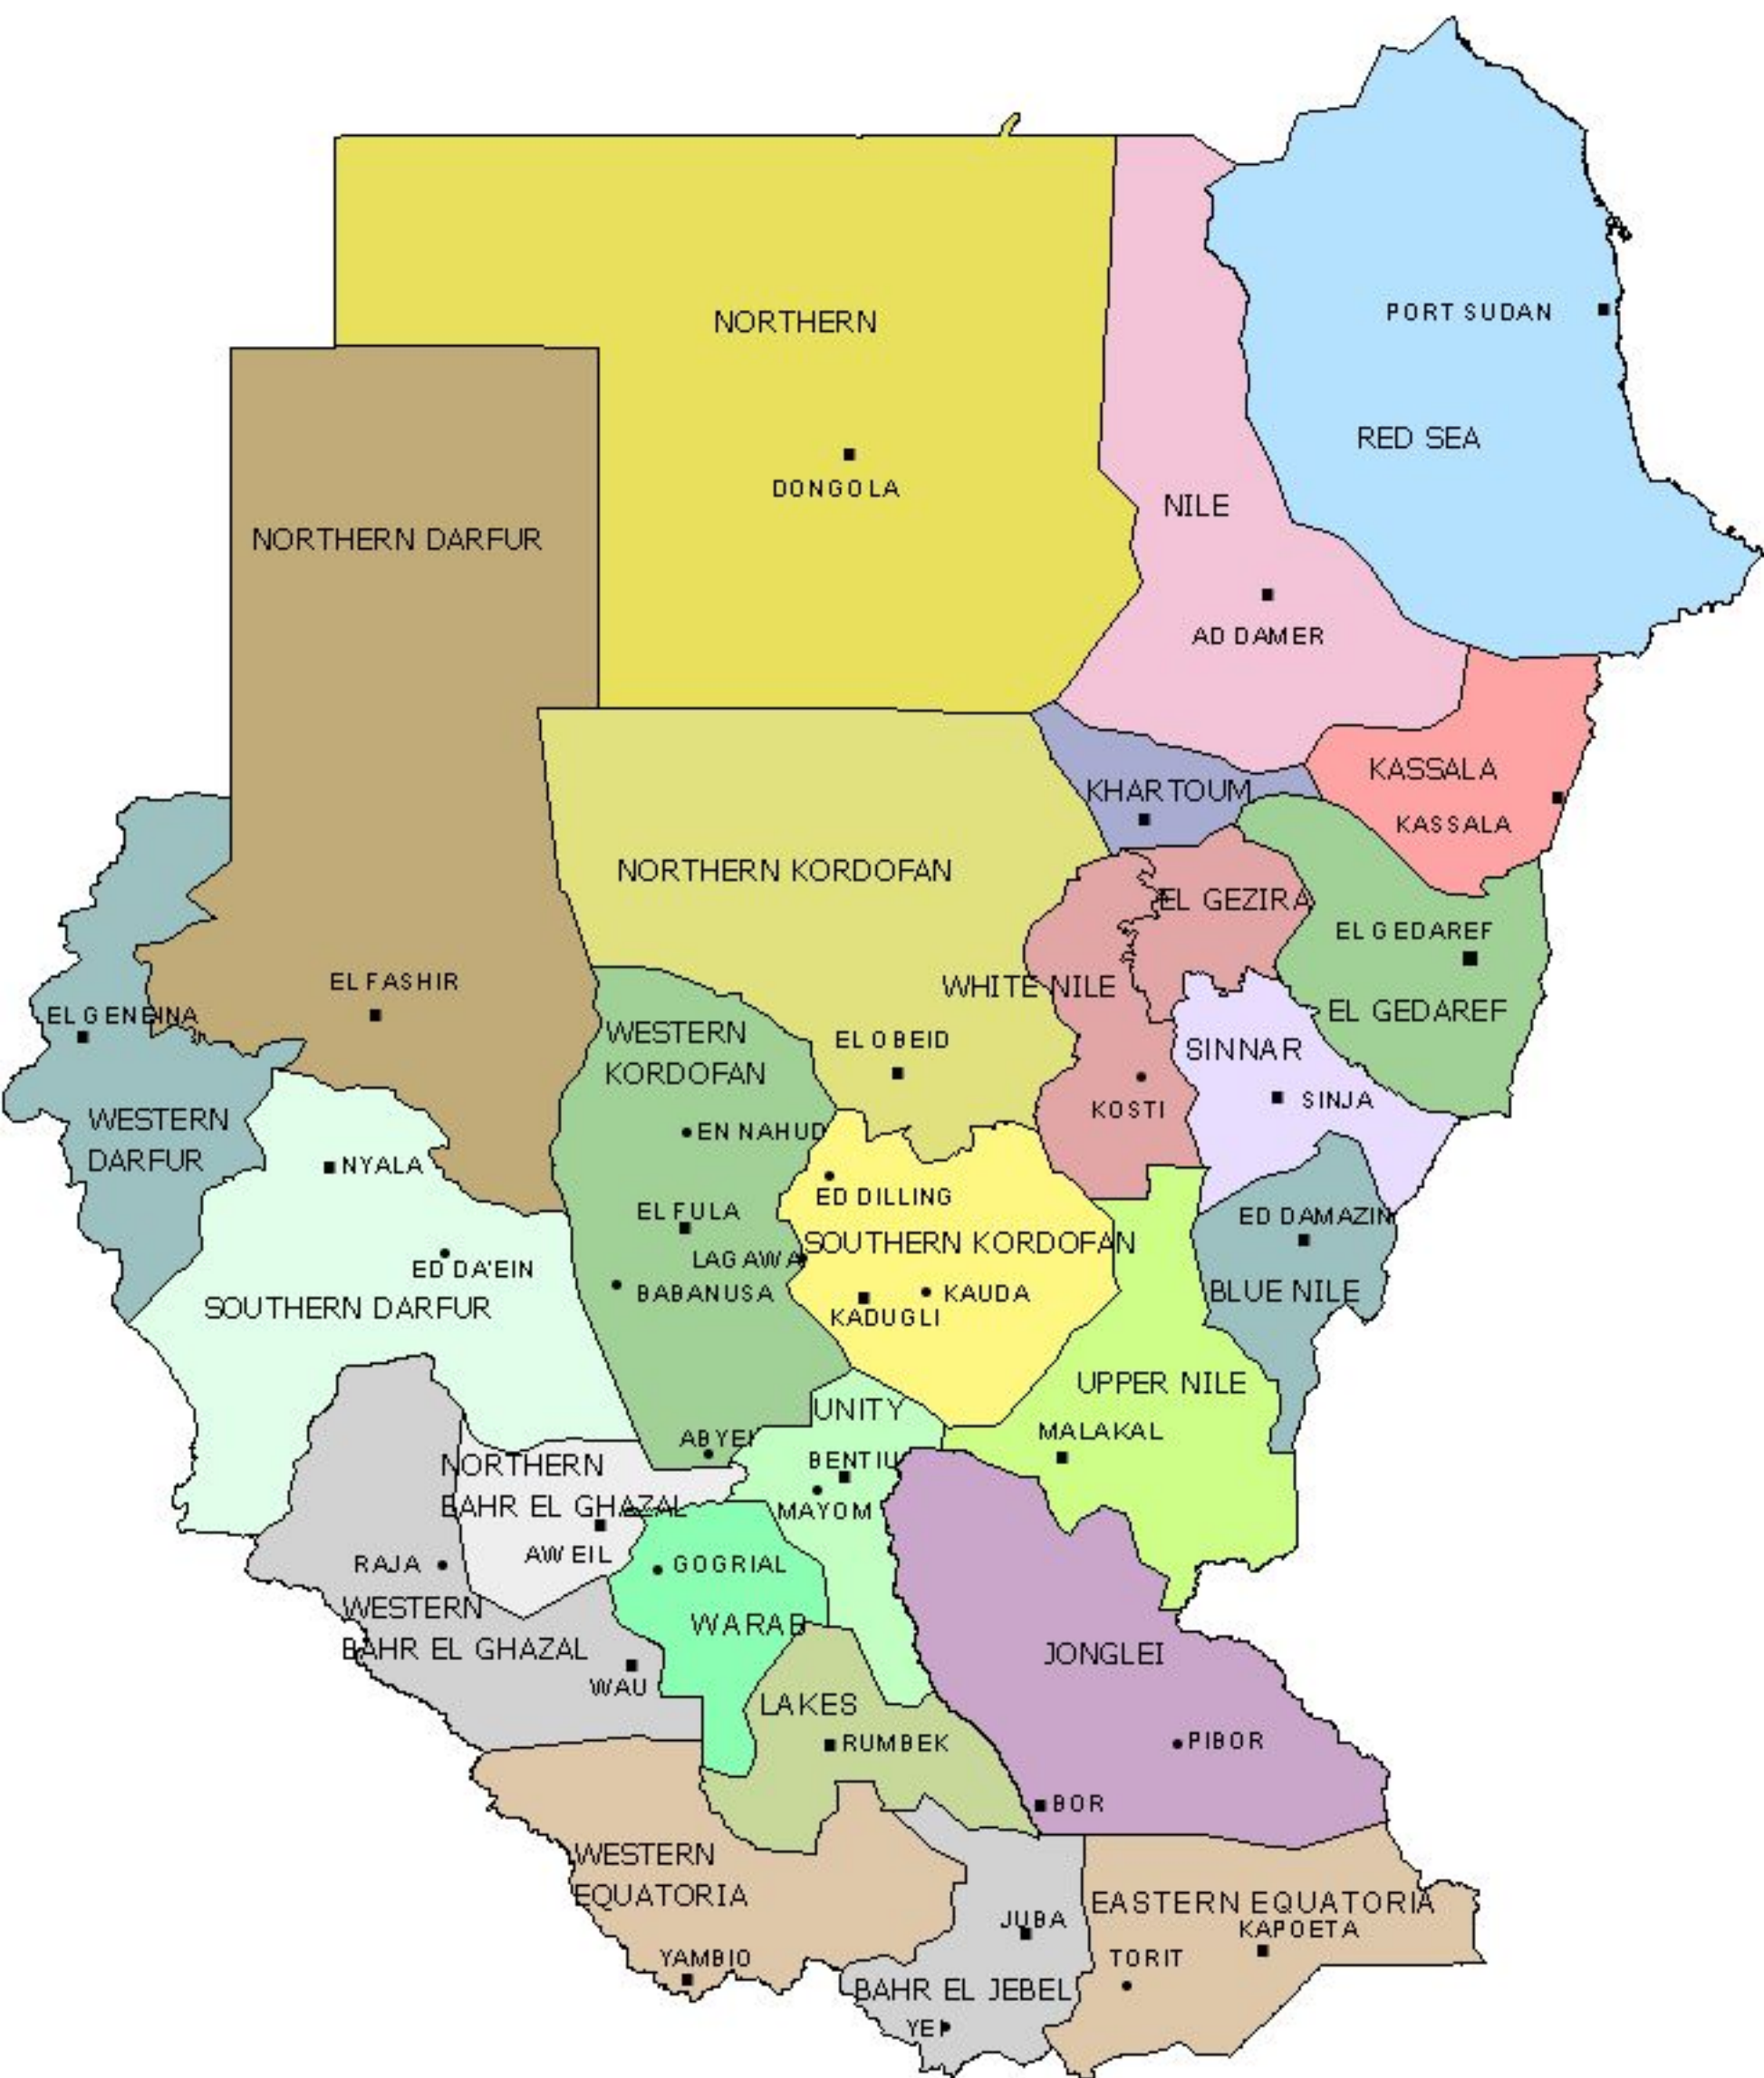 PORT SUDAN
NORTHERN
RED SEA
DONGOLA
NILE
NORTHERN DARFUR
AD DAMER
KASSALA
KHARTOUM
KASSALA
NORTHERN KORDOFAN
EL GEZIRA
EL GEDAREF
EL FASHIR
WHITE NILE
EL GEDAREF
EL GENEINA
WESTERN
KORDOFAN
EL OBEID
SINNAR
SINJA
KOSTI
WESTERN
DARFUR
EN NAHUD
NYALA
ED DILLING
EL FULA
ED DAMAZIN
SOUTHERN KORDOFAN
LAGAWA
ED DA'EIN
BABANUSA
KAUDA
BLUE NILE
SOUTHERN DARFUR
KADUGLI
UPPER NILE
UNITY
MALAKAL
ABYEI
BENTIU
NORTHERN
BAHR EL GHAZAL
MAYOM
AWEIL
RAJA
GOGRIAL
WESTERN
BAHR EL GHAZAL
WARAB
JONGLEI
WAU
LAKES
RUMBEK
PIBOR
BOR
WESTERN
EQUATORIA
EASTERN EQUATORIA
JUBA
KAPOETA
YAMBIO
TORIT
BAHR EL JEBEL
YEI